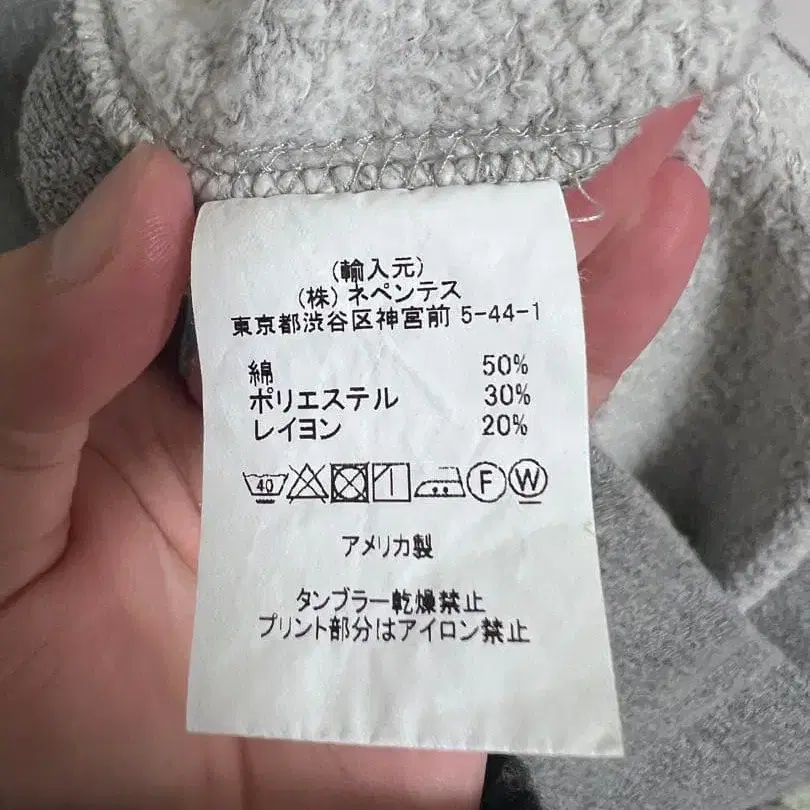 (輸入元)
(株)ネペンテス
東京都渋谷区神宮前 5-44-1
綿 50%
ポリエステル 30%
レイヨン 20%
40 F W
アメリカ製
タンブラー乾燥禁止
プリント部分はアイロン禁止